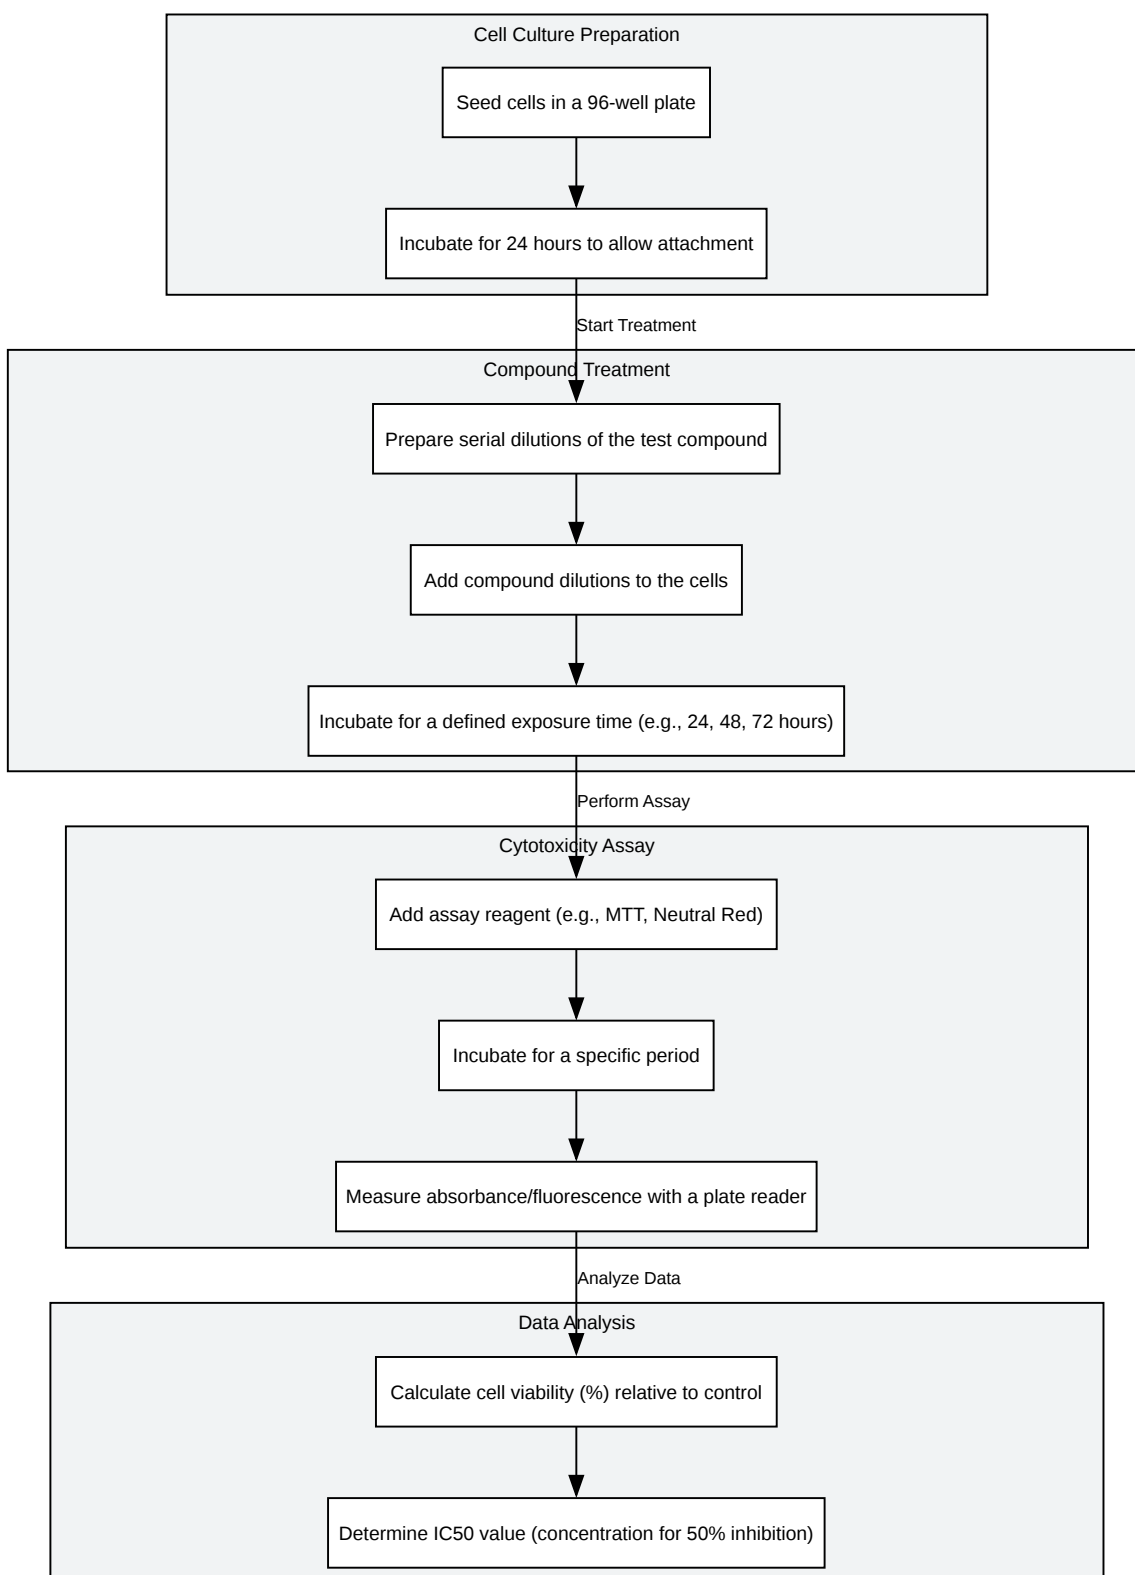 Cell Culture Preparation
Seed cells in a 96-well plate
Incubate for 24 hours to allow attachment
Start Treatment
Compound Treatment
Prepare serial dilutions of the test compound
Add compound dilutions to the cells
Incubate for a defined exposure time (e.g., 24, 48, 72 hours)
Perform Assay
Cytotoxicity Assay
Add assay reagent (e.g., MTT, Neutral Red)
Incubate for a specific period
Measure absorbance/fluorescence with a plate reader
Analyze Data
Data Analysis
Calculate cell viability (%) relative to control
Determine IC50 value (concentration for 50% inhibition)